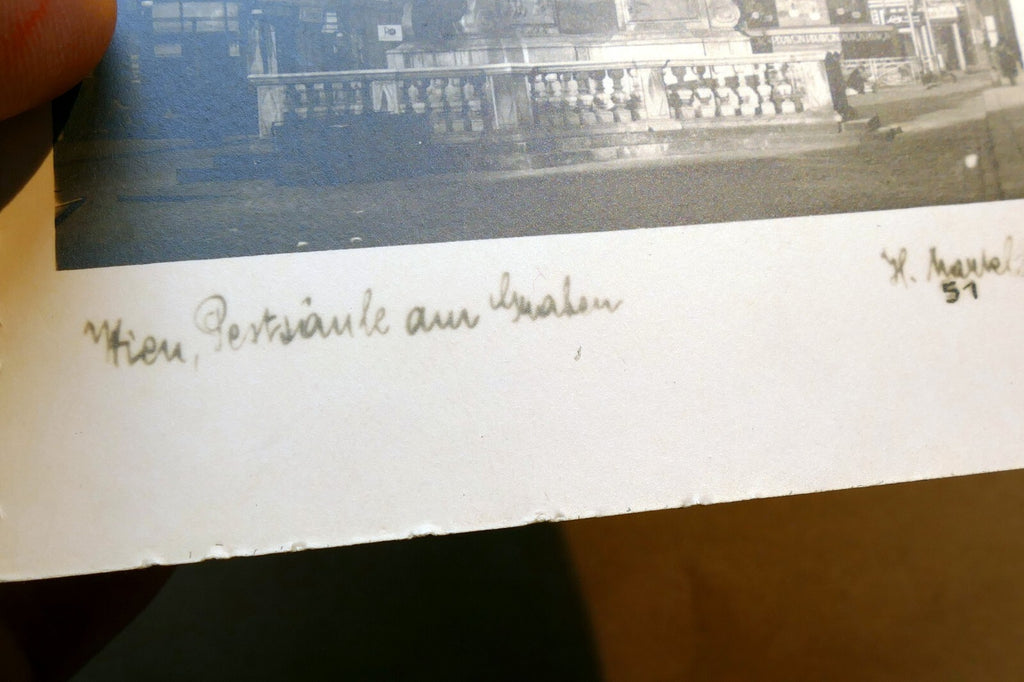 Wien, Pestsäule am Graben
H.
51